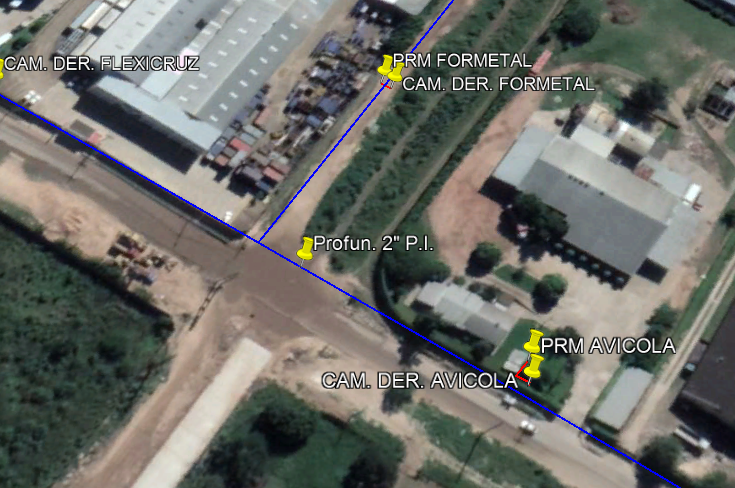 CAM. DER. FLEXICRUZ
PRM FORMETAL
CAM. DER. FORMETAL
Profun. 2" P.I.
PRM AVICOLA
CAM. DER. AVICOLA